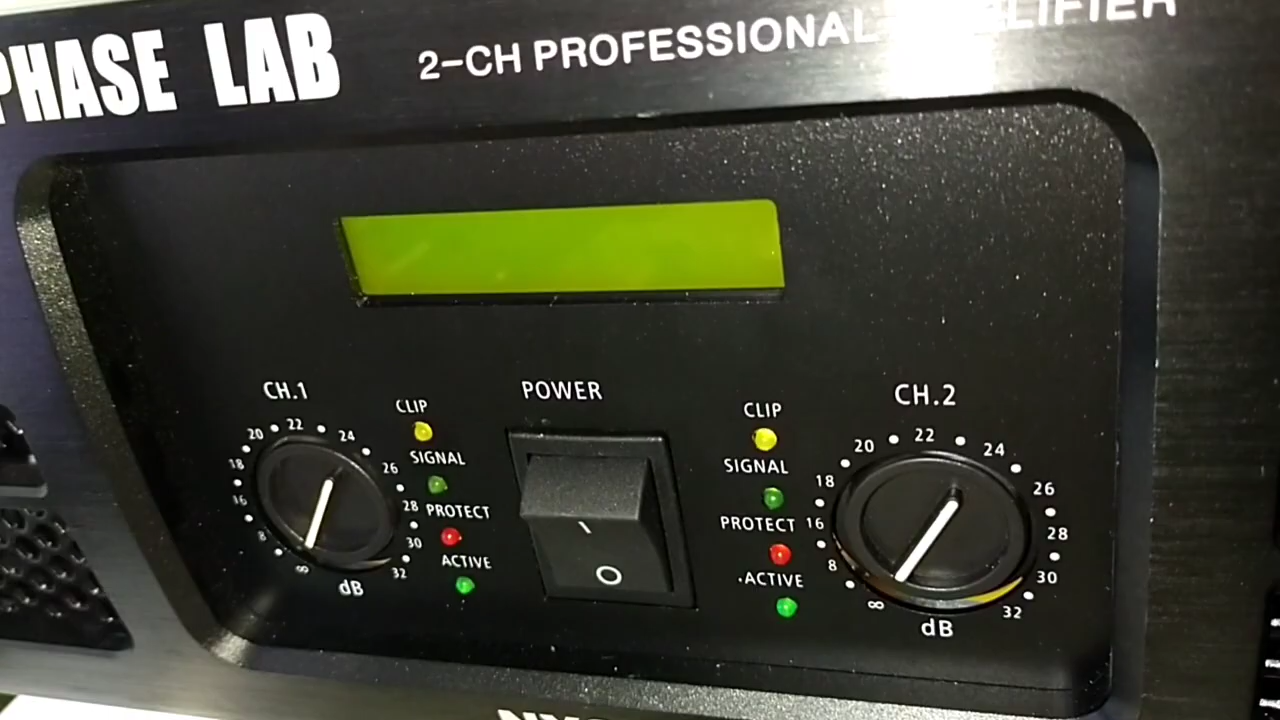 PHASE LAB
2-CH PROFESSIONAL
CH.1
∞ 8 16 18 20 22 24 26 28 30 32
dB
CLIP
SIGNAL
PROTECT
ACTIVE
POWER
I
O
CLIP
SIGNAL
PROTECT
ACTIVE
CH.2
∞ 8 16 18 20 22 24 26 28 30 32
dB